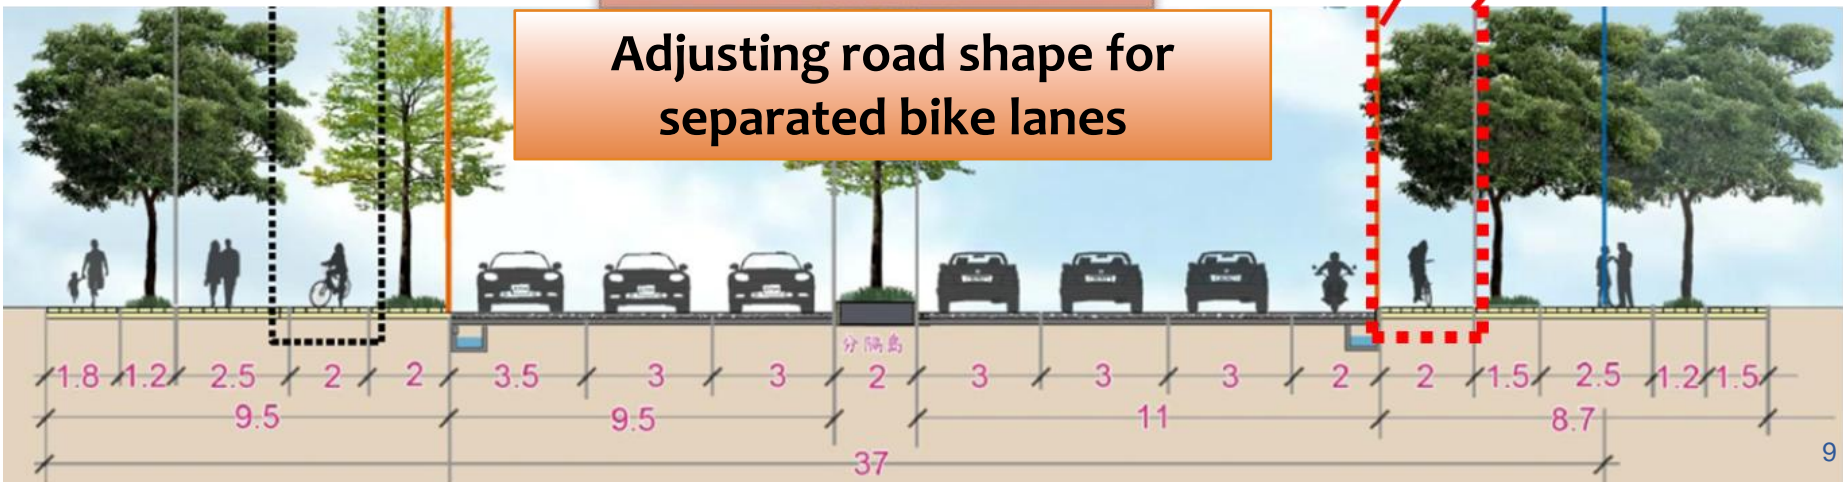 Adjusting road shape for
separated bike lanes
分隔島
1.8 1.2 2.5 2 2 3.5 3 3 2 3 3 3 2 2 1.5 2.5 1.2 1.5
9.5 9.5 11 8.7
37
9